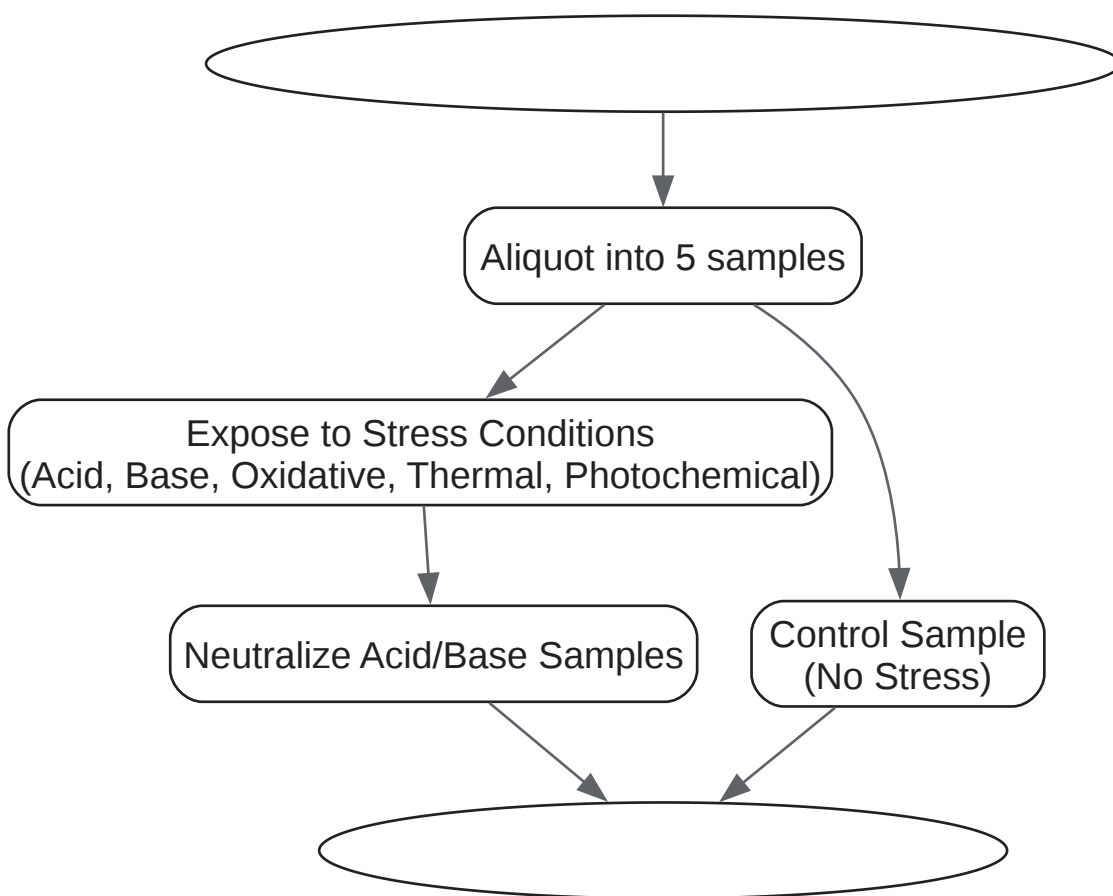 Aliquot into 5 samples
Expose to Stress Conditions
(Acid, Base, Oxidative, Thermal, Photochemical)
Neutralize Acid/Base Samples
Control Sample
(No Stress)